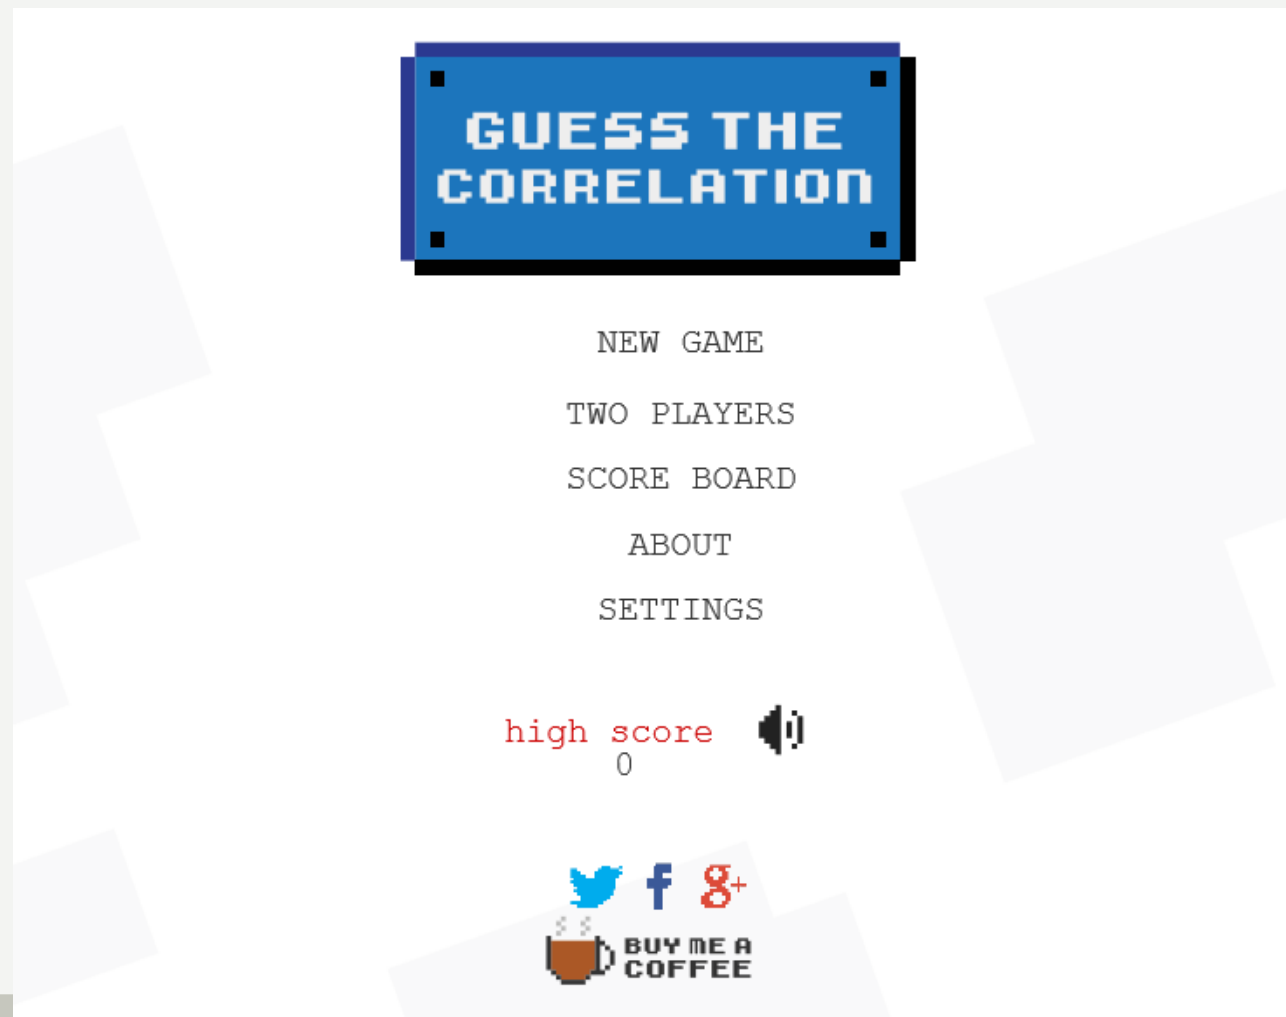 GUESS THE
CORRELATION
NEW GAME
TWO PLAYERS
SCORE BOARD
ABOUT
SETTINGS
high score
0
BUY ME A
COFFEE